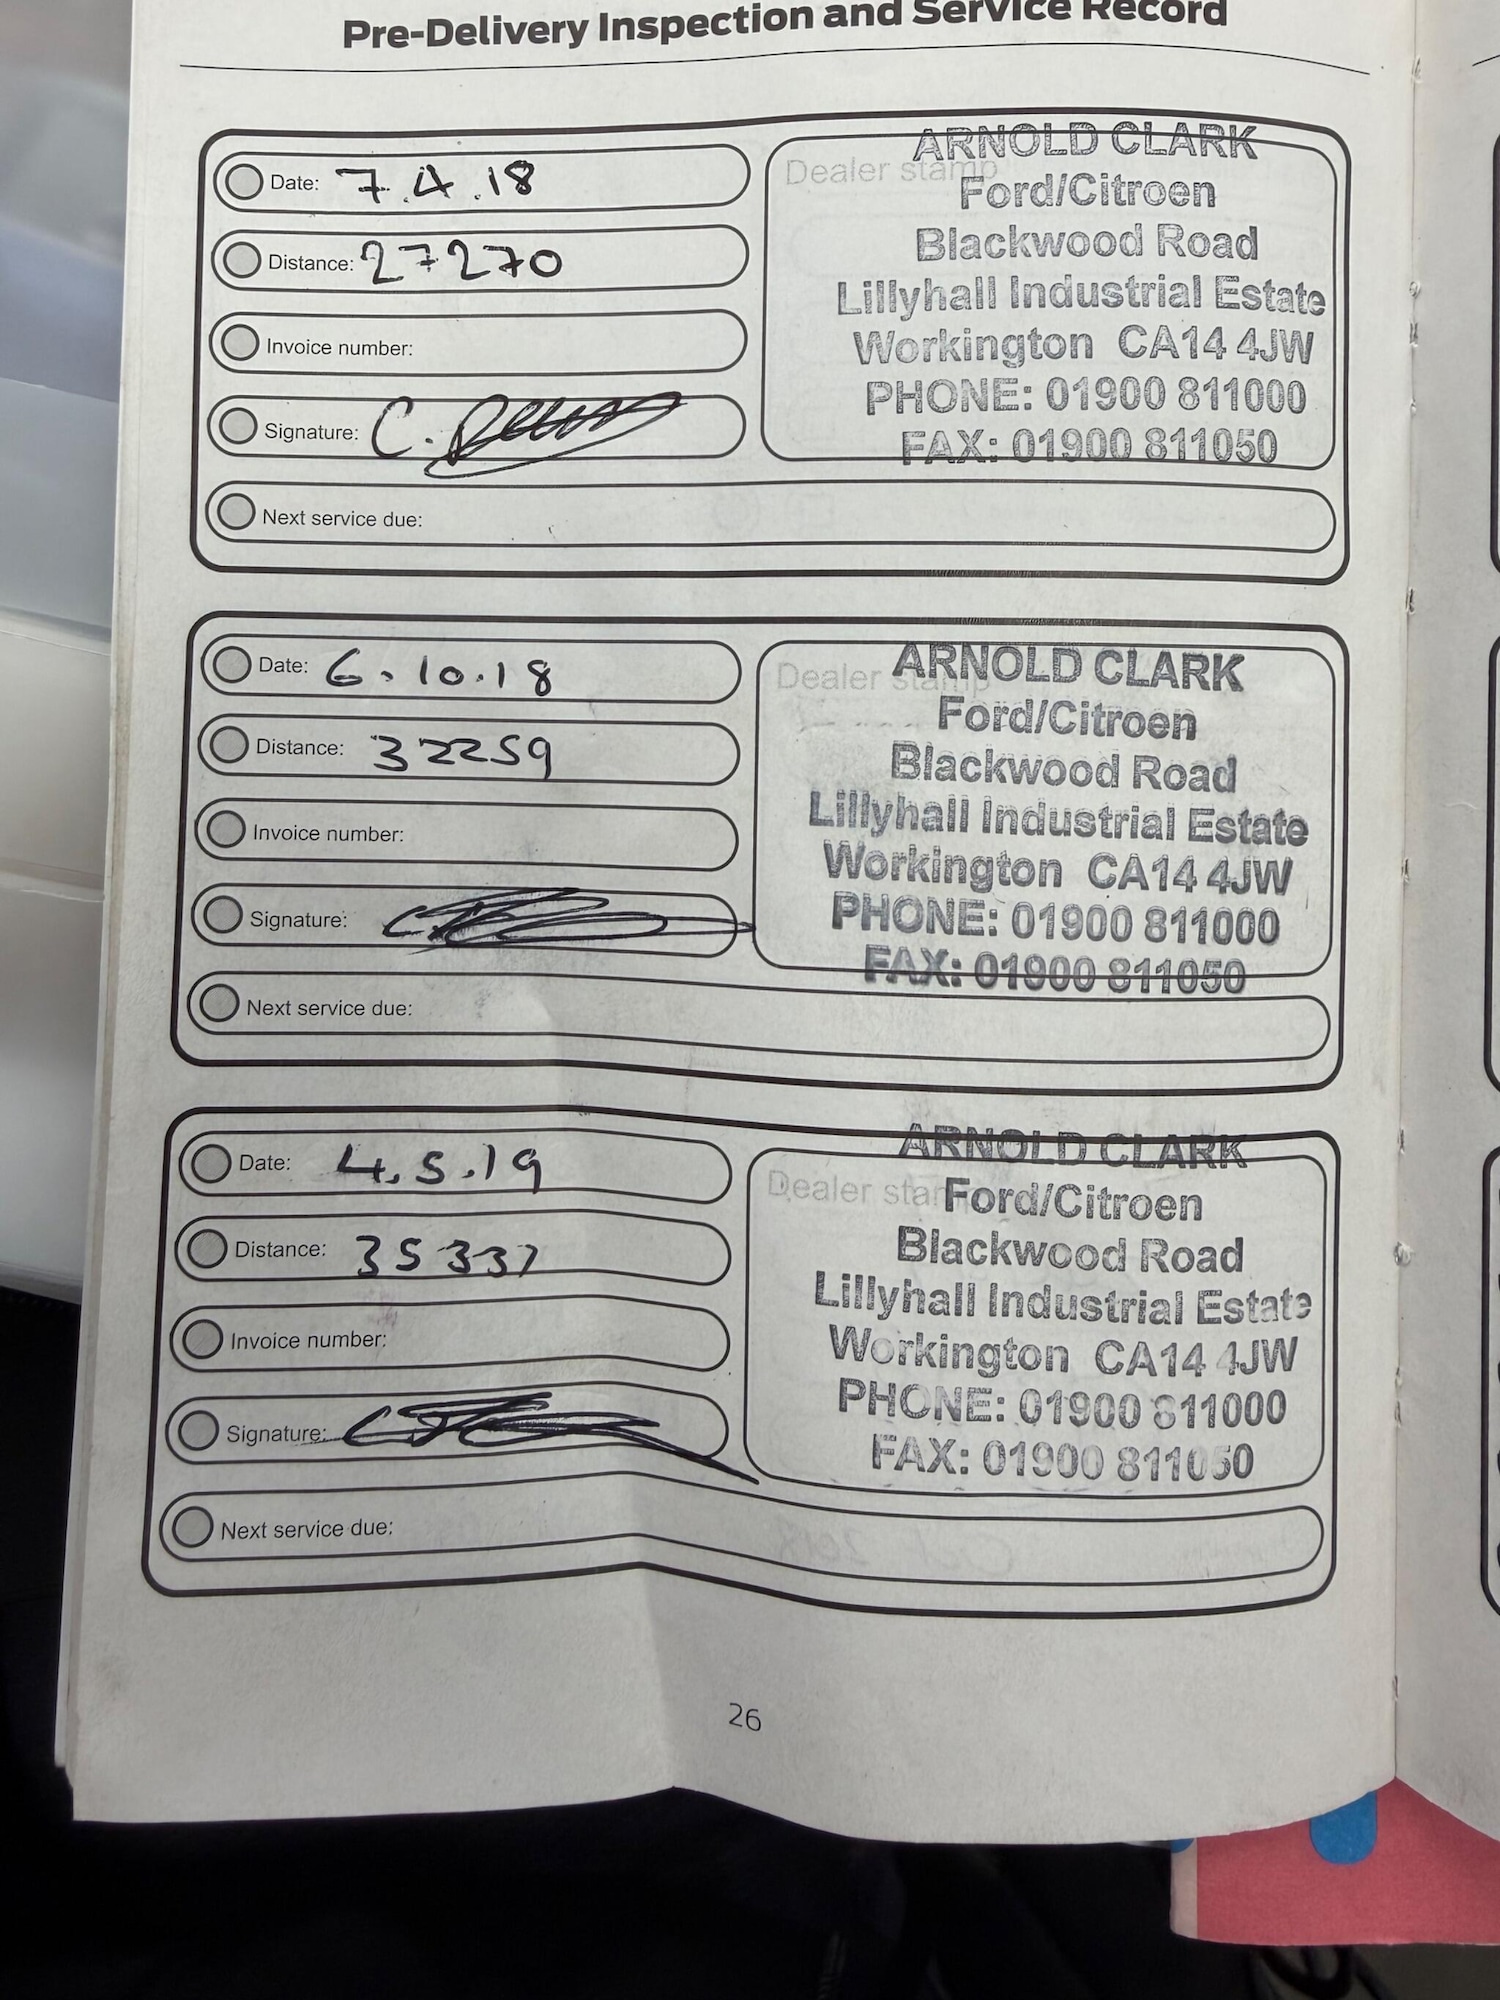 Pre-Delivery Inspection and Service Record
Date: 7.4.18
Distance: 27270
Invoice number:
Signature: C.
Next service due:
Dealer stamp
ARNOLD CLARK
Ford/Citroen
Blackwood Road
Lillyhall Industrial Estate
Workington CA14 4JW
PHONE: 01900 811000
FAX: 01900 811050
Date: 6.10.18
Distance: 32259
Invoice number:
Signature:
Next service due:
Dealer stamp
ARNOLD CLARK
Ford/Citroen
Blackwood Road
Lillyhall Industrial Estate
Workington CA14 4JW
PHONE: 01900 811000
FAX: 01900 811050
Date: 4.5.19
Distance: 35337
Invoice number:
Signature:
Next service due:
Dealer stamp
ARNOLD CLARK
Ford/Citroen
Blackwood Road
Lillyhall Industrial Estate
Workington CA14 4JW
PHONE: 01900 811000
FAX: 01900 811050
26